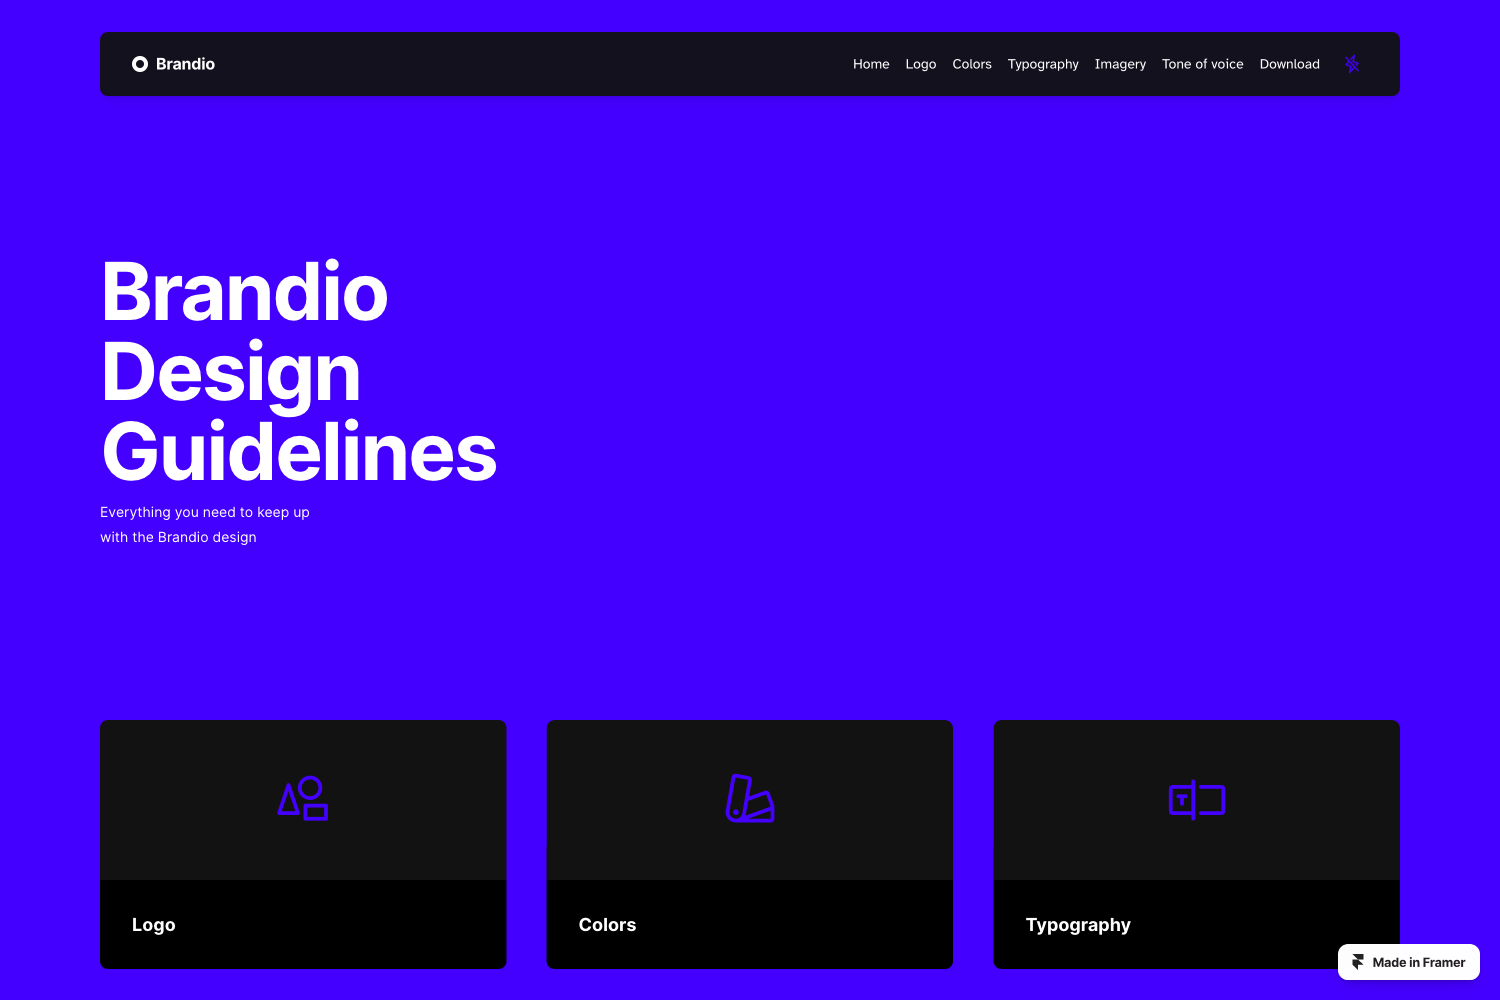 Brandio
Home Logo Colors Typography Imagery Tone of voice Download
Brandio
Design
Guidelines
Everything you need to keep up
with the Brandio design
T
Logo
Colors
Typography
Made in Framer